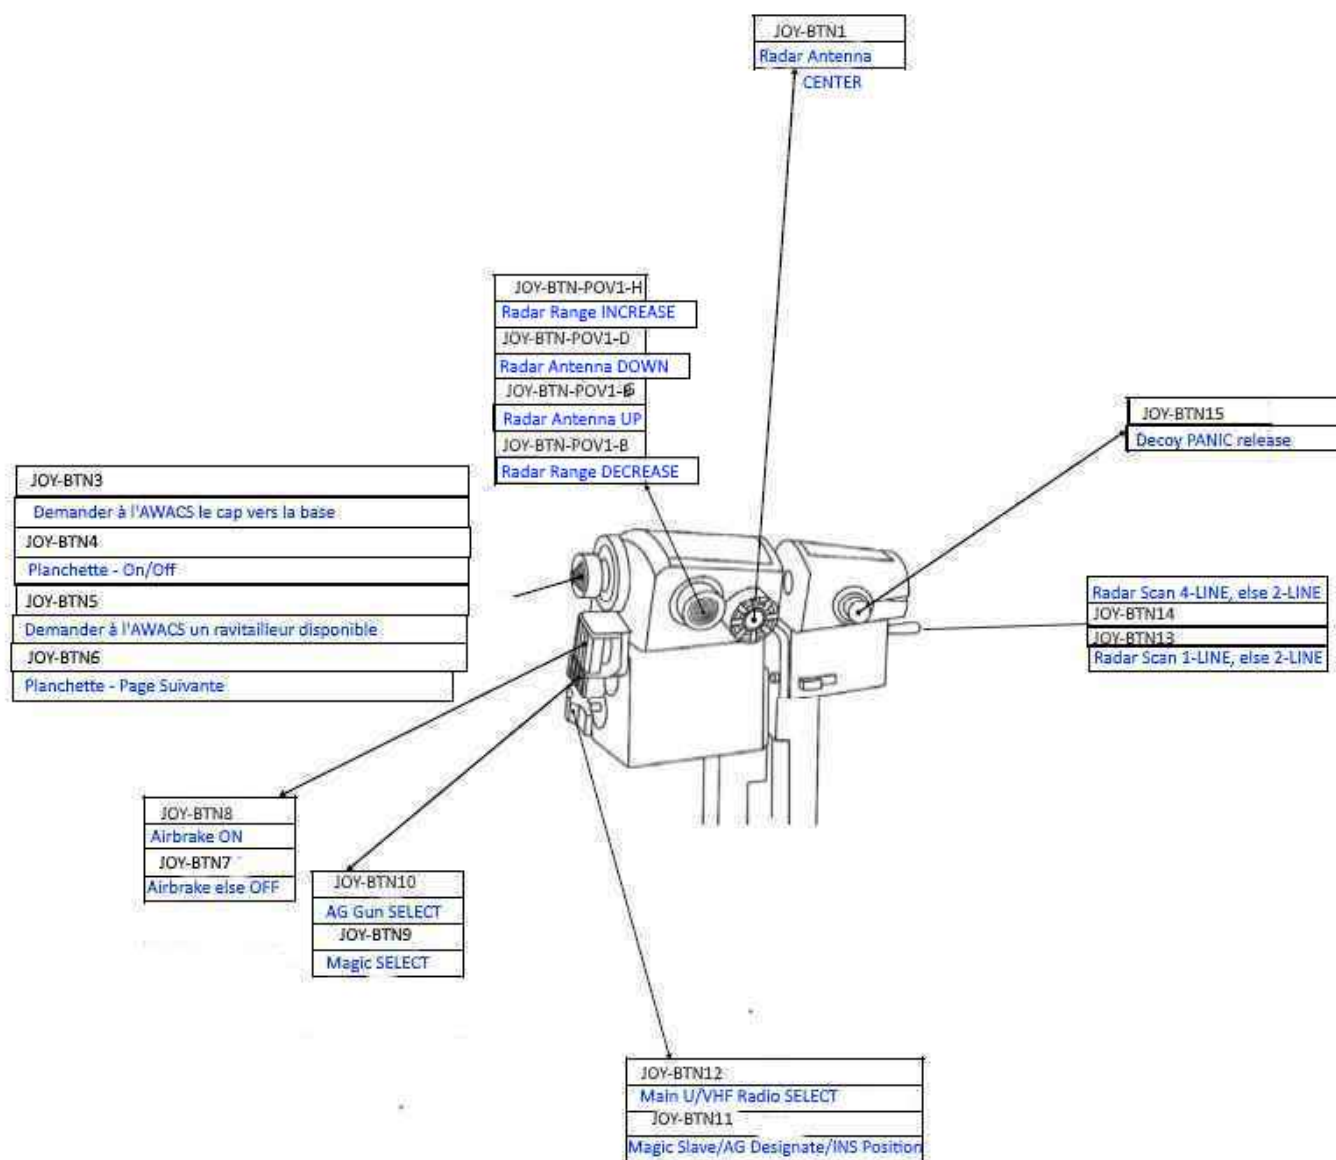 JOY-BTN1
Radar Antenna
CENTER
JOY-BTN-POV1-H
Radar Range INCREASE
JOY-BTN-POV1-D
Radar Antenna DOWN
JOY-BTN-POV1-G
Radar Antenna UP
JOY-BTN-POV1-B
Radar Range DECREASE
JOY-BTN15
Decoy PANIC release
JOY-BTN3
Demander à l'AWACS le cap vers la base
JOY-BTN4
Planchette - On/Off
JOY-BTN5
Demander à l'AWACS un ravitailleur disponible
JOY-BTN6
Planchette - Page Suivante
Radar Scan 4-LINE, else 2-LINE
JOY-BTN14
JOY-BTN13
Radar Scan 1-LINE, else 2-LINE
JOY-BTN8
Airbrake ON
JOY-BTN7
Airbrake else OFF
JOY-BTN10
AG Gun SELECT
JOY-BTN9
Magic SELECT
JOY-BTN12
Main U/VHF Radio SELECT
JOY-BTN11
Magic Slave/AG Designate/INS Position